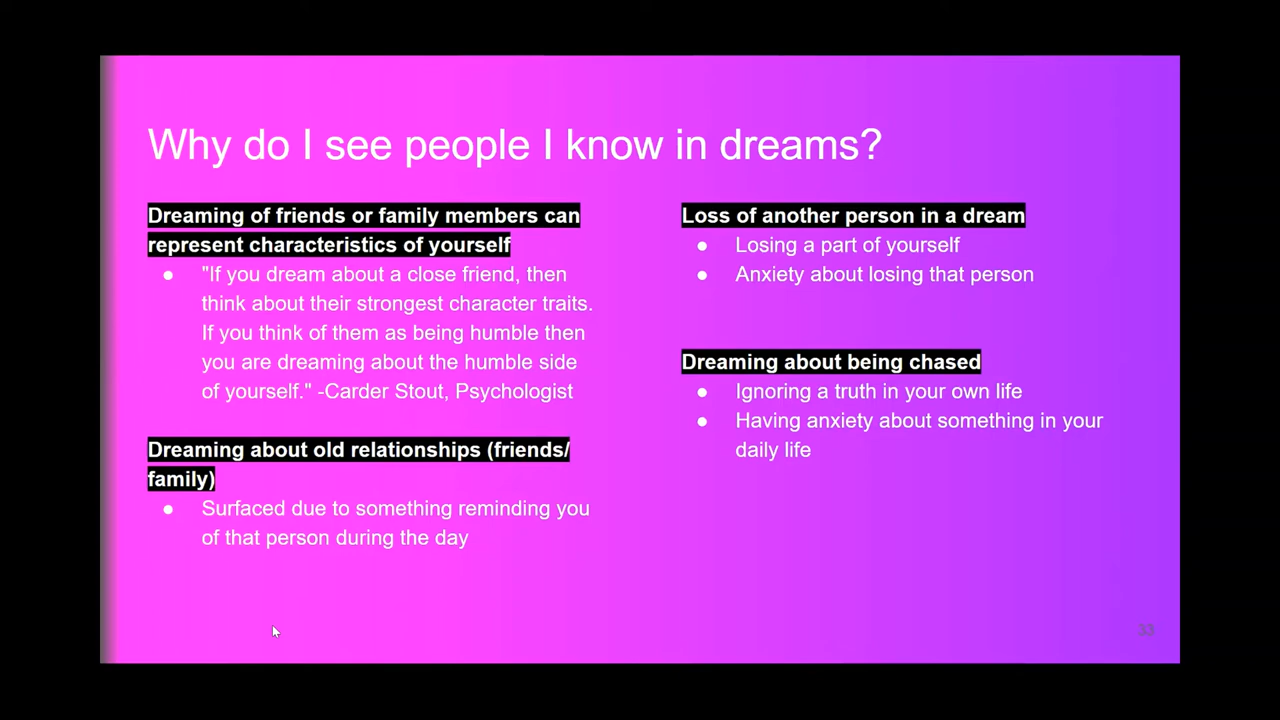 Why do I see people I know in dreams?
Dreaming of friends or family members can
represent characteristics of yourself
● "If you dream about a close friend, then
think about their strongest character traits.
If you think of them as being humble then
you are dreaming about the humble side
of yourself." -Carder Stout, Psychologist
Dreaming about old relationships (friends/
family)
● Surfaced due to something reminding you
of that person during the day
Loss of another person in a dream
● Losing a part of yourself
● Anxiety about losing that person
Dreaming about being chased
● Ignoring a truth in your own life
● Having anxiety about something in your
daily life
33